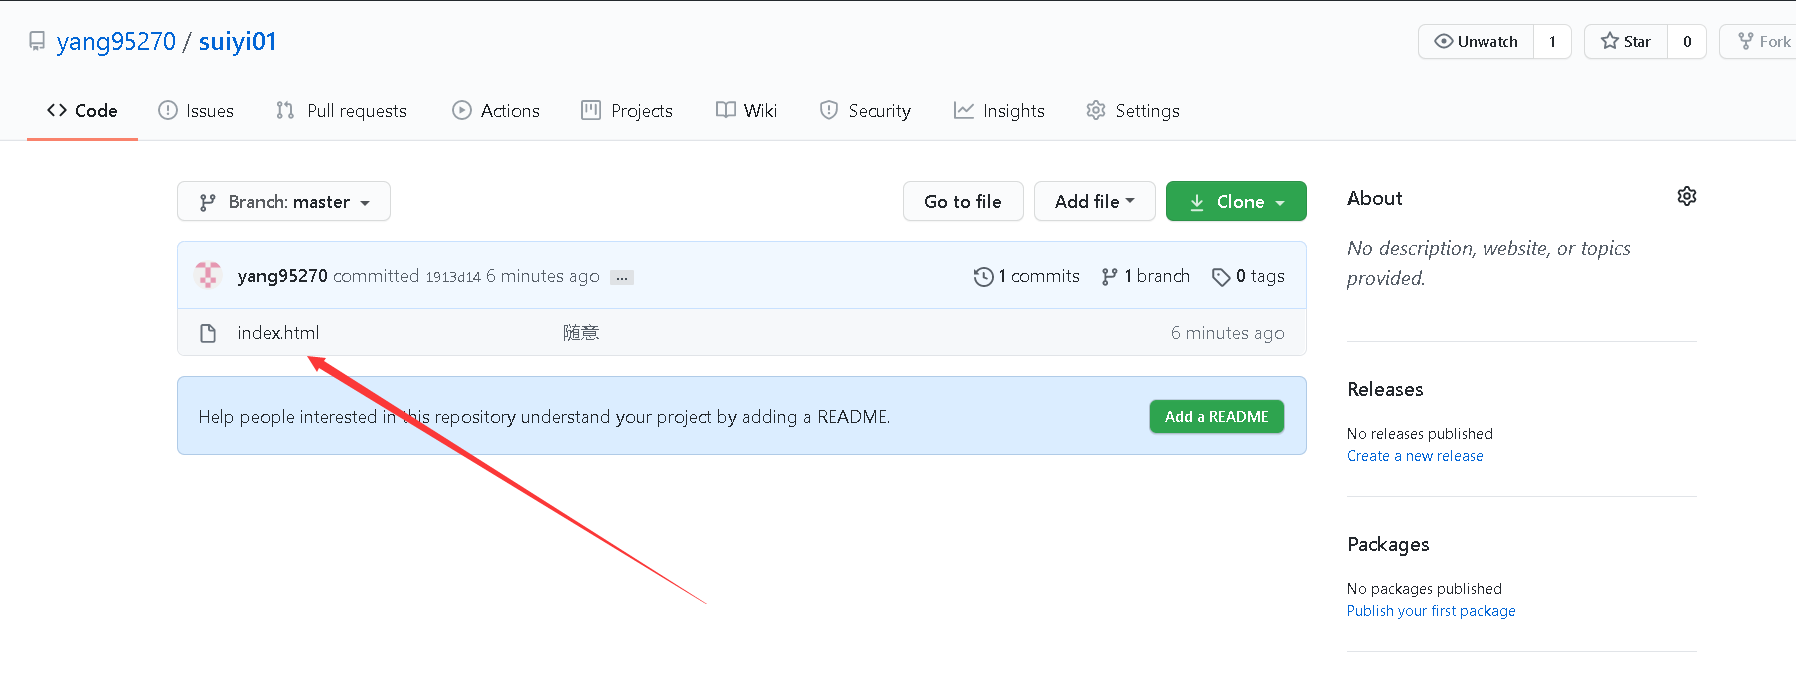 yang95270 / suiyi01
Unwatch 1
Star 0
Fork
Code
Issues
Pull requests
Actions
Projects
Wiki
Security
Insights
Settings
Branch: master
Go to file
Add file
Clone
yang95270 committed 1913d14 6 minutes ago ...
1 commits
1 branch
0 tags
index.html
随意
6 minutes ago
Help people interested in this repository understand your project by adding a README.
Add a README
About
No description, website, or topics
provided.
Releases
No releases published
Create a new release
Packages
No packages published
Publish your first package